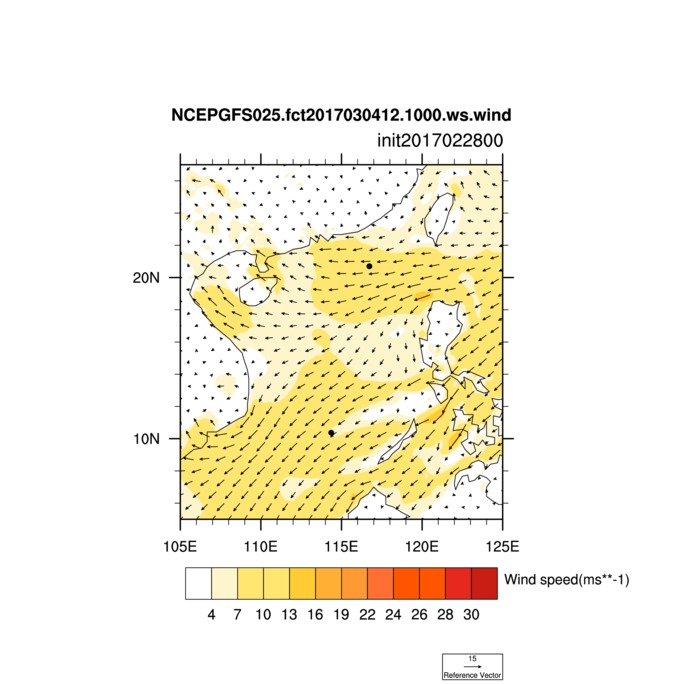 NCEPGFS025.fct2017030412.1000.ws.wind
init2017022800
20N
10N
105E 110E 115E 120E 125E
Wind speed(ms**-1)
4 7 10 13 16 19 22 24 26 28 30
15
Reference Vector